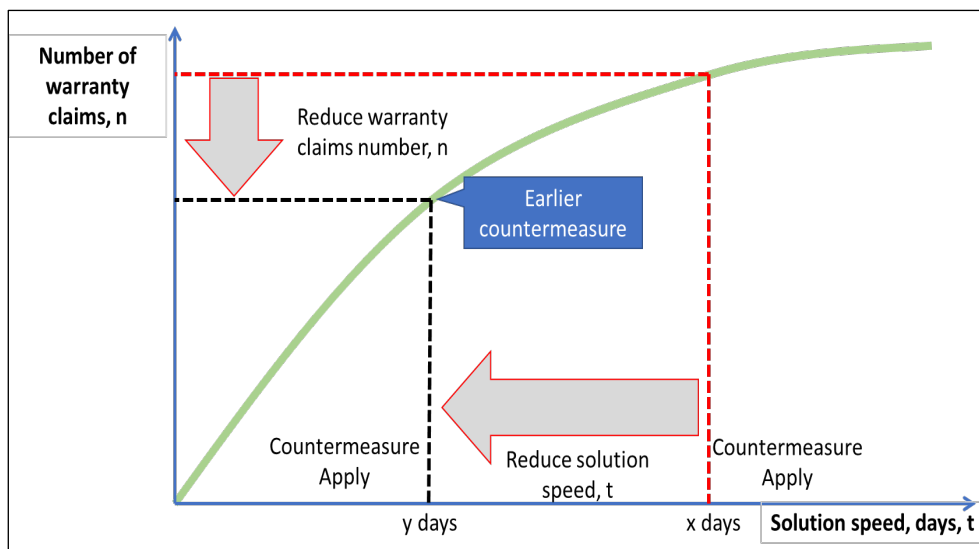 Number of
warranty
claims, n
Reduce warranty
claims number, n
Earlier
countermeasure
Countermeasure
Apply
Reduce solution
speed, t
Countermeasure
Apply
y days
x days
Solution speed, days, t